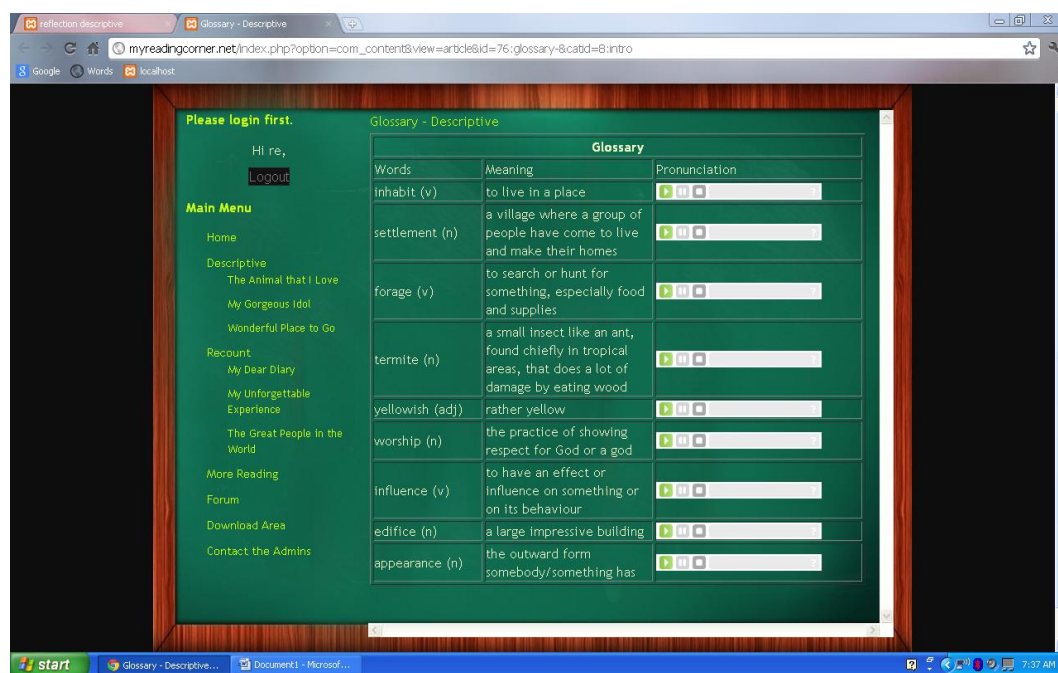 reflection descriptive
Glossary - Descriptive
myreadingcorner.net/index.php?option=com_content&view=article&id=76:glossary-&catid=8:intro
Google Words localhost
Please login first.
Hi re,
Logout
Main Menu
Home
Descriptive
The Animal that I Love
My Gorgeous Idol
Wonderful Place to Go
Recount
My Dear Diary
My Unforgettable
Experience
The Great People in the
World
More Reading
Forum
Download Area
Contact the Admins
Glossary - Descriptive
Glossary
Words Meaning Pronunciation
inhabit (v) to live in a place
settlement (n) a village where a group of
people have come to live
and make their homes
forage (v) to search or hunt for
something, especially food
and supplies
termite (n) a small insect like an ant,
found chiefly in tropical
areas, that does a lot of
damage by eating wood
yellowish (adj) rather yellow
worship (n) the practice of showing
respect for God or a god
influence (v) to have an effect or
influence on something or
on its behaviour
edifice (n) a large impressive building
appearance (n) the outward form
somebody/something has
start
Glossary - Descriptive...
Document1 - Microsof...
7:37 AM